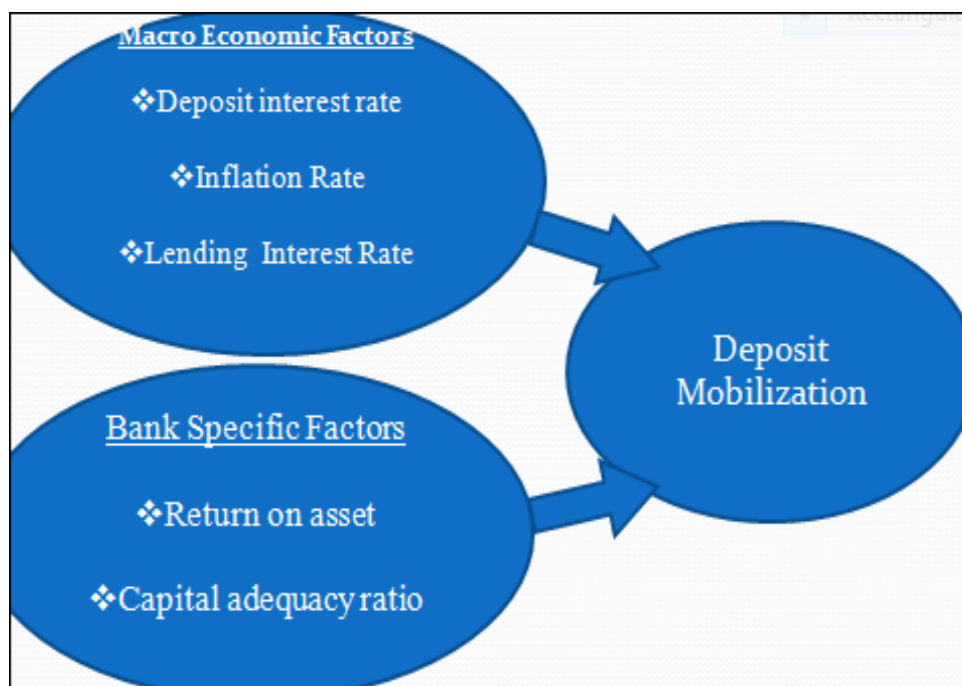 Macro Economic Factors
❖Deposit interest rate
❖Inflation Rate
❖Lending Interest Rate
Bank Specific Factors
❖Return on asset
❖Capital adequacy ratio
Deposit
Mobilization